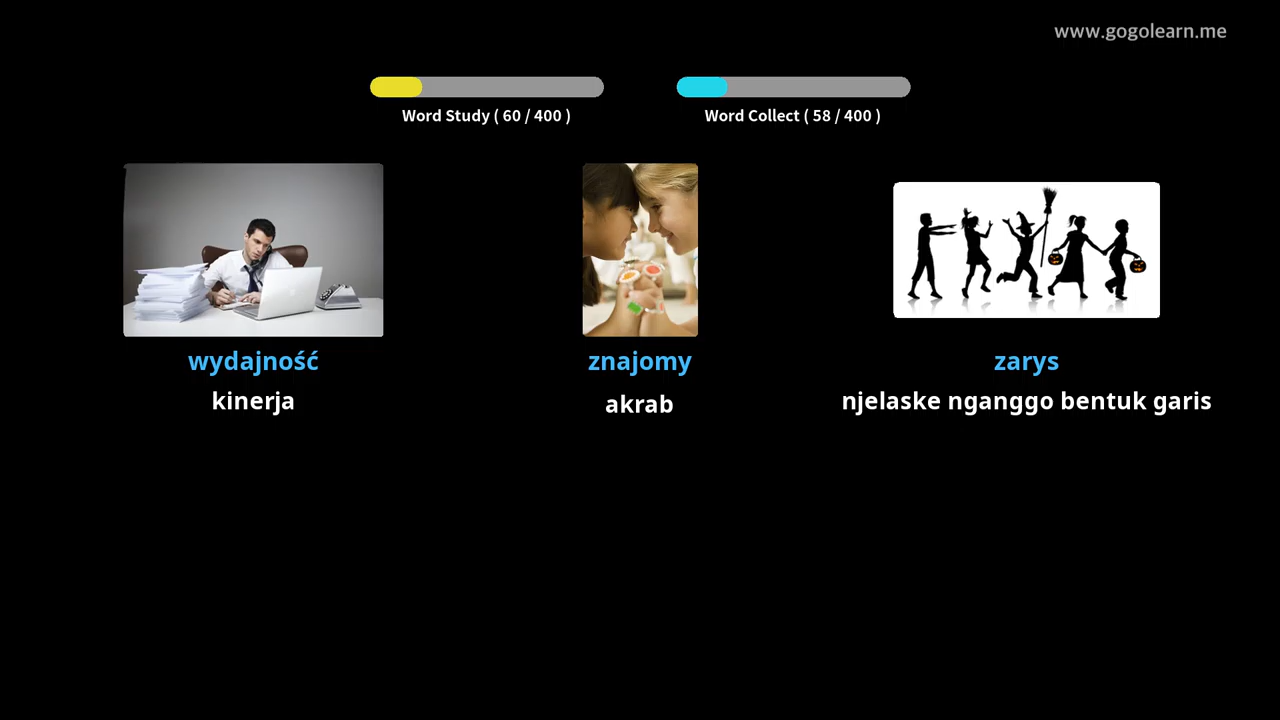 www.gogolearn.me
Word Study ( 60 / 400 )
Word Collect ( 58 / 400 )
wydajność
znajomy
zarys
kinerja
akrab
njelaske nganggo bentuk garis